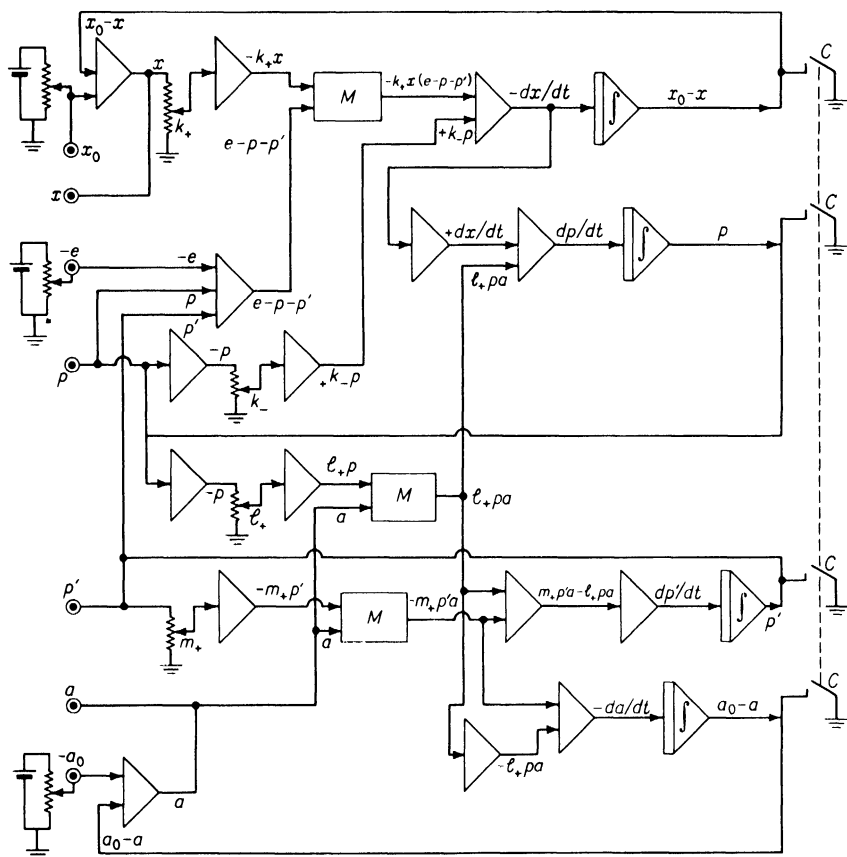 x₀-x
x
-k₊x
M
-k₊x(e-p-p')
-dx/dt
∫
x₀-x
C
k₊
+k₋p
x₀
e-p-p'
x
C
-e
-e
+dx/dt
dp/dt
∫
p
p
e-p-p'
ℓ₊pa
p'
-p
p
k₋
+k₋p
ℓ₊p
M
ℓ₊pa
-p
ℓ₊
a
C
p'
-m₊p'
M
-m₊p'a
m₊p'a-ℓ₊pa
dp'/dt
∫
p'
m₊
a
a
C
-da/dt
∫
a₀-a
-a₀
-ℓ₊pa
a
a₀-a